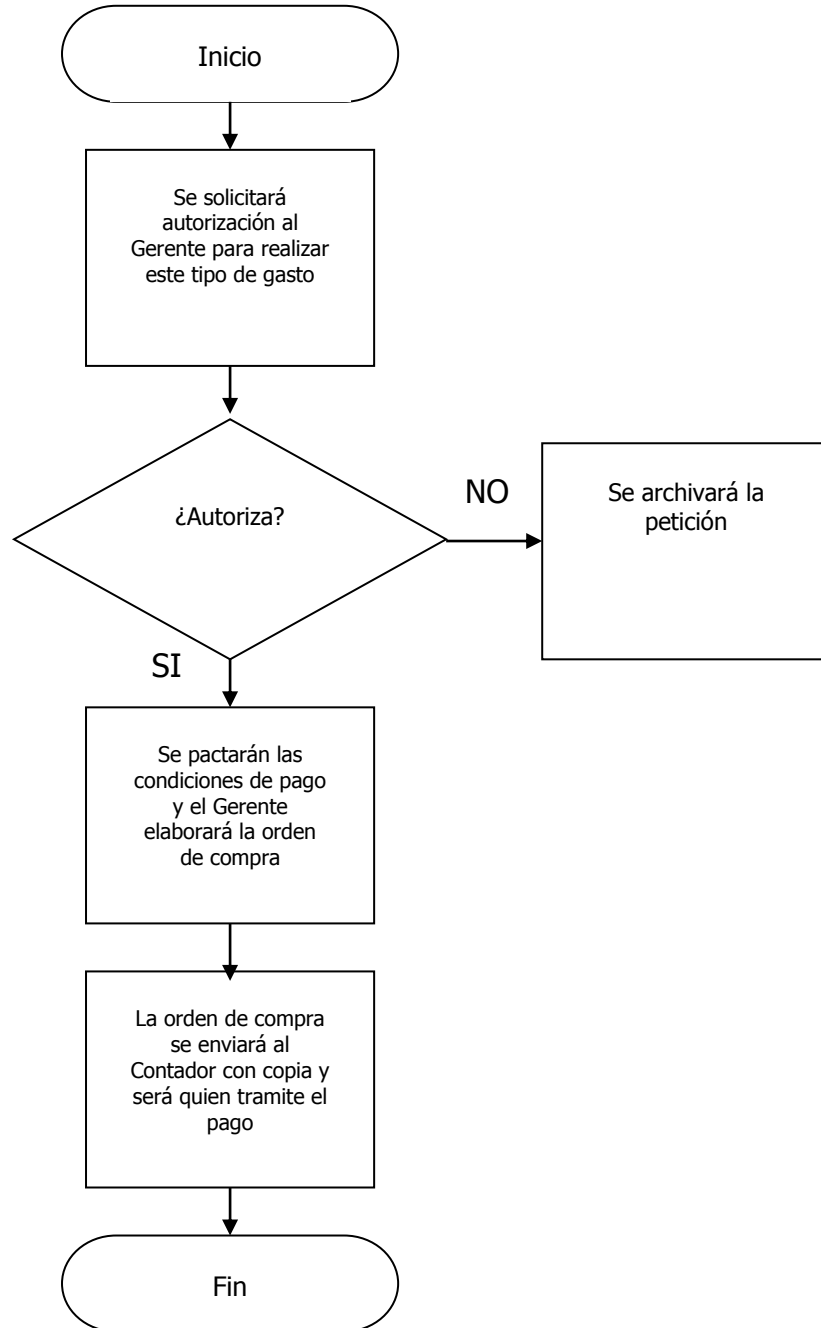 Inicio
Se solicitará
autorización al
Gerente para realizar
este tipo de gasto
¿Autoriza?
NO
Se archivará la
petición
SI
Se pactarán las
condiciones de pago
y el Gerente
elaborará la orden
de compra
La orden de compra
se enviará al
Contador con copia y
será quien tramite el
pago
Fin